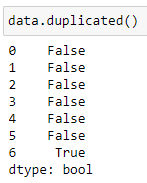 data.duplicated()
0    False
1    False
2    False
3    False
4    False
5    False
6     True
dtype: bool